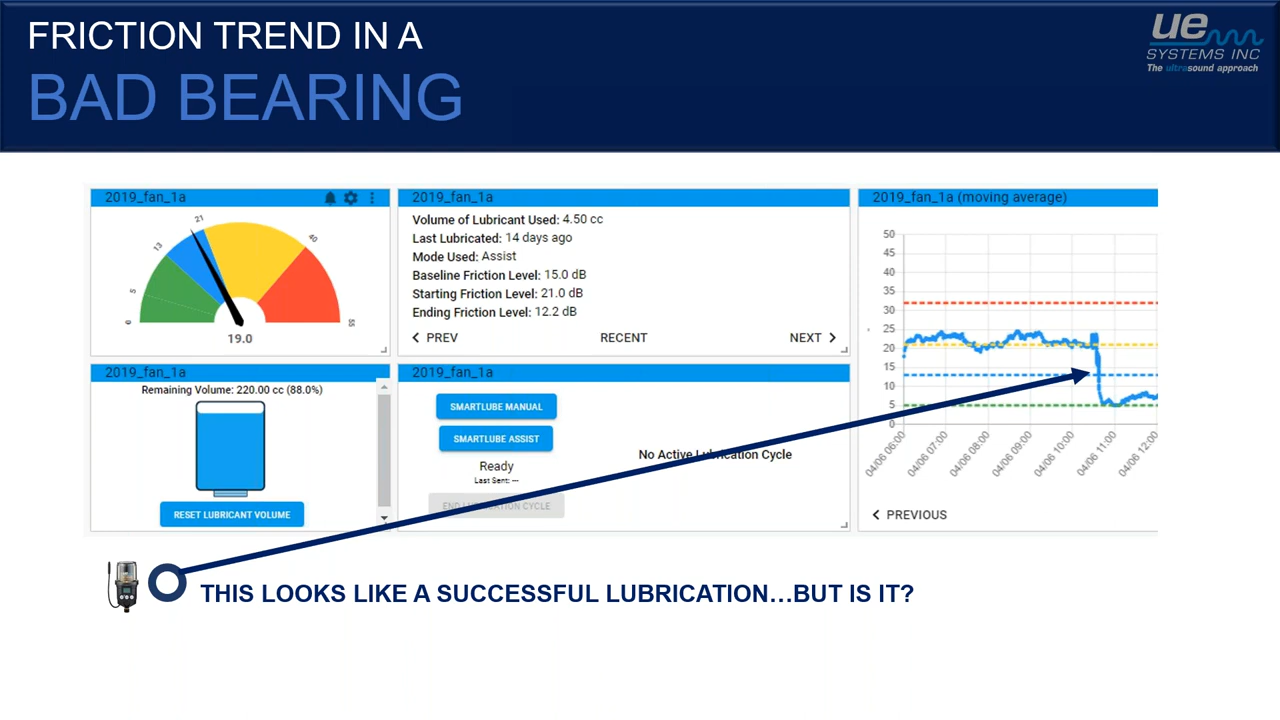 FRICTION TREND IN A
BAD BEARING
ue
SYSTEMS INC
The ultrasound approach
2019_fan_1a
0
5
13
21
40
55
19.0
2019_fan_1a
Volume of Lubricant Used: 4.50 cc
Last Lubricated: 14 days ago
Mode Used: Assist
Baseline Friction Level: 15.0 dB
Starting Friction Level: 21.0 dB
Ending Friction Level: 12.2 dB
PREV
RECENT
NEXT
2019_fan_1a (moving average)
50
45
40
35
30
25
20
15
10
5
0
04/06 06:00
04/06 07:00
04/06 08:00
04/06 09:00
04/06 10:00
04/06 11:00
04/06 12:00
PREVIOUS
2019_fan_1a
Remaining Volume: 220.00 cc (88.0%)
RESET LUBRICANT VOLUME
2019_fan_1a
SMARTLUBE MANUAL
SMARTLUBE ASSIST
Ready
Last Sent: --
END LUBRICATION CYCLE
No Active Lubrication Cycle
THIS LOOKS LIKE A SUCCESSFUL LUBRICATION…BUT IS IT?